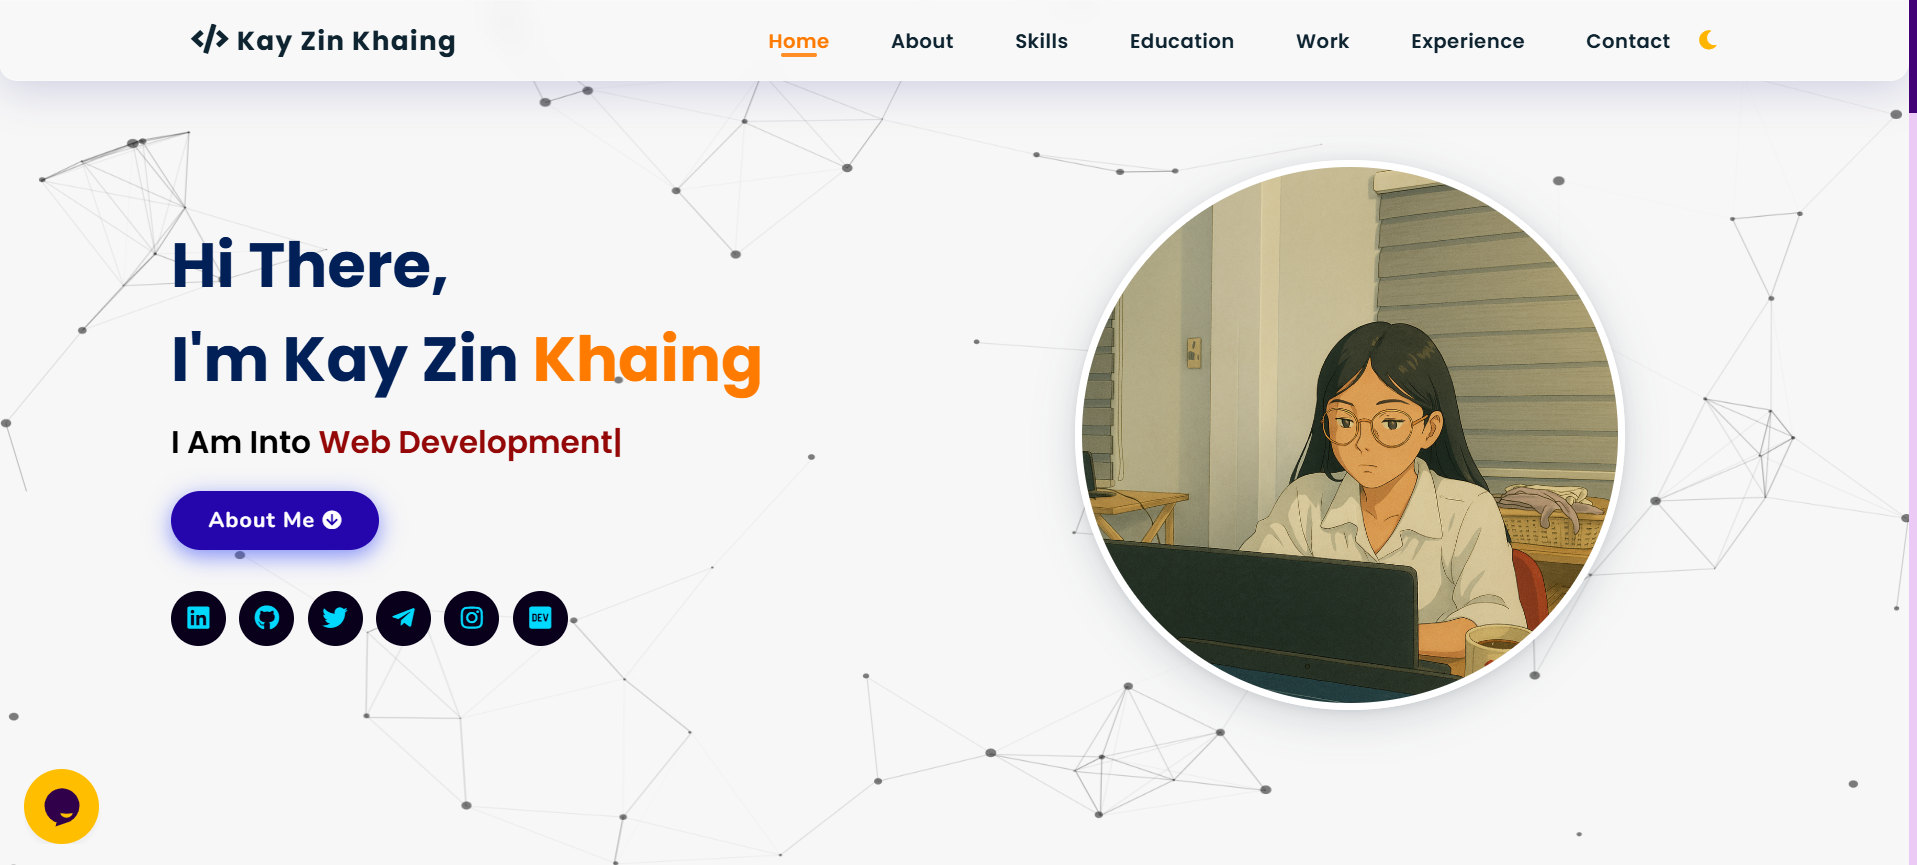 </> Kay Zin Khaing
Home About Skills Education Work Experience Contact
Hi There,
I'm Kay Zin Khaing
I Am Into Web Development|
About Me
in
DEV